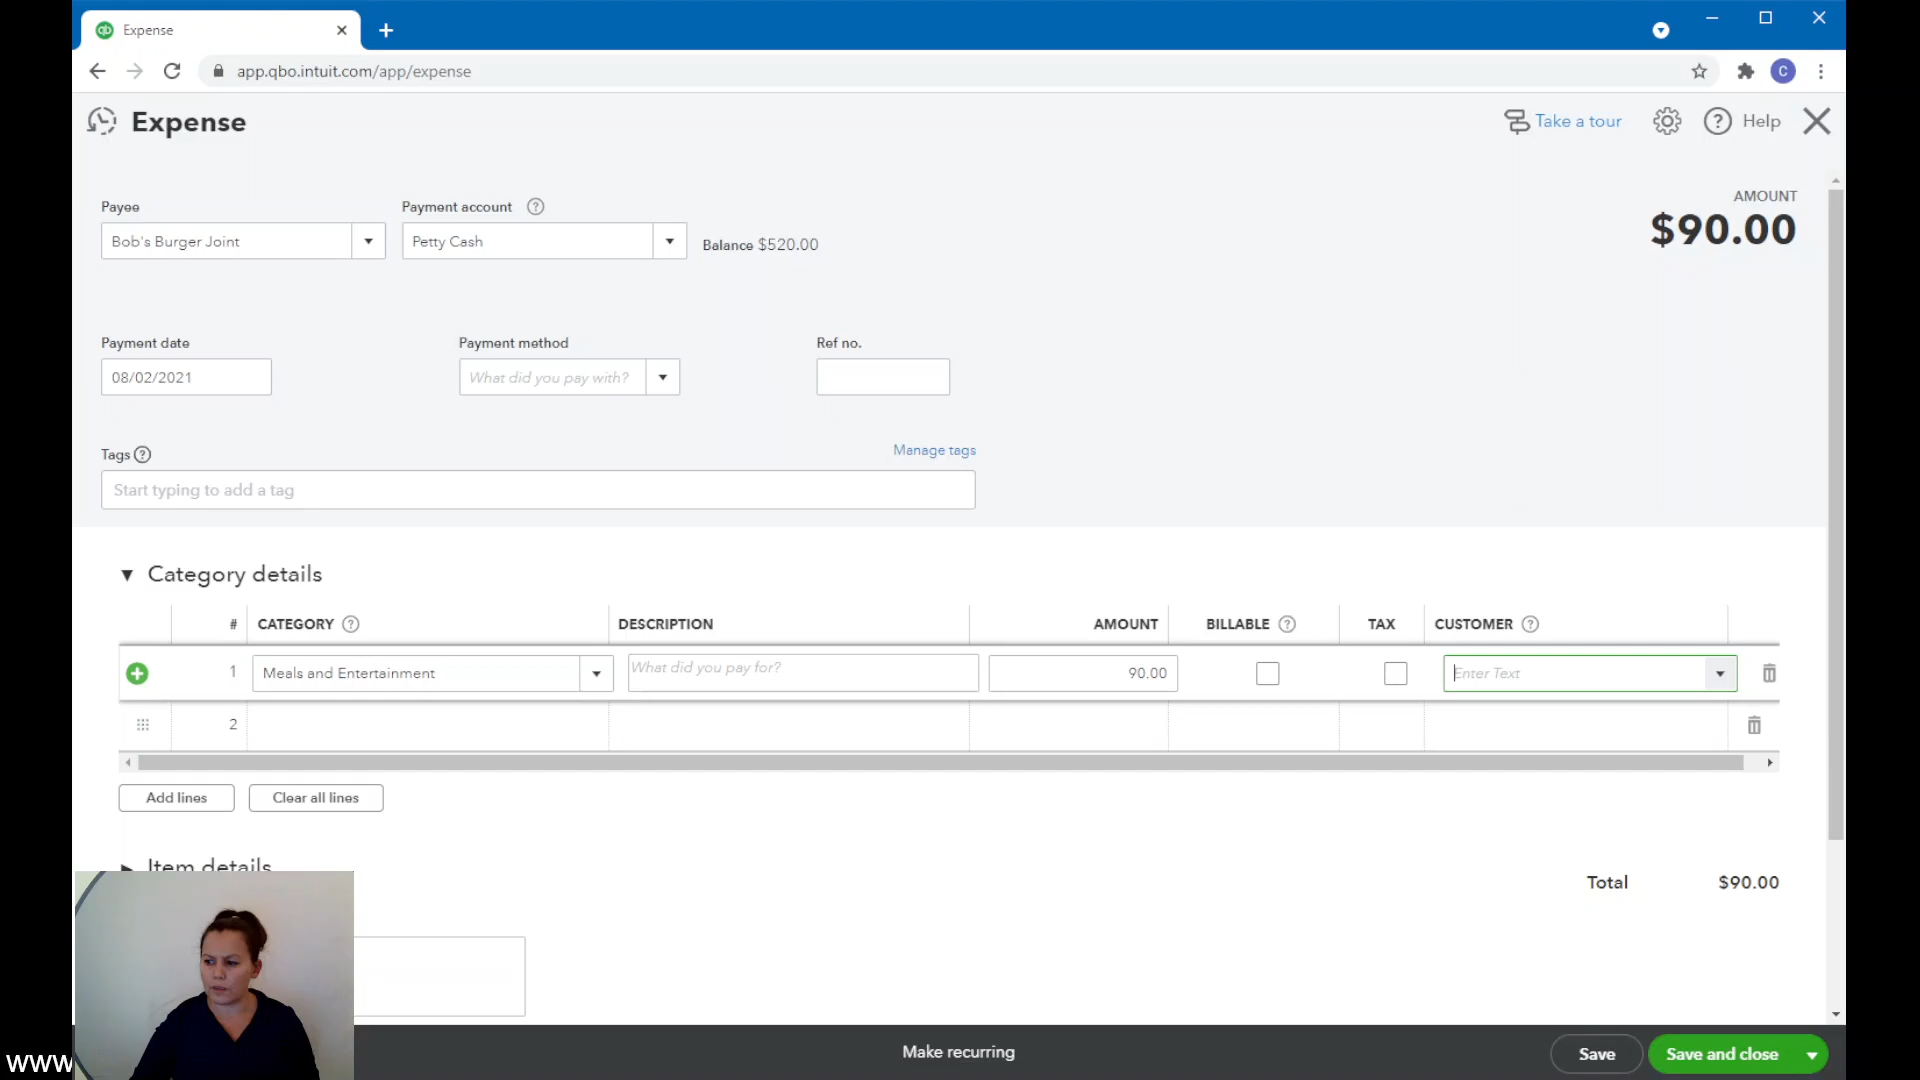 Expense
app.qbo.intuit.com/app/expense
C
Expense
Take a tour
Help
AMOUNT
$90.00
Payee
Payment account
Bob's Burger Joint
Petty Cash
Balance $520.00
Payment date
Payment method
Ref no.
08/02/2021
What did you pay with?
Tags
Manage tags
Start typing to add a tag
Category details
# CATEGORY DESCRIPTION AMOUNT BILLABLE TAX CUSTOMER
1 Meals and Entertainment What did you pay for? 90.00 Enter Text
2
Add lines
Clear all lines
Item details
Total $90.00
Make recurring
Save
Save and close
www